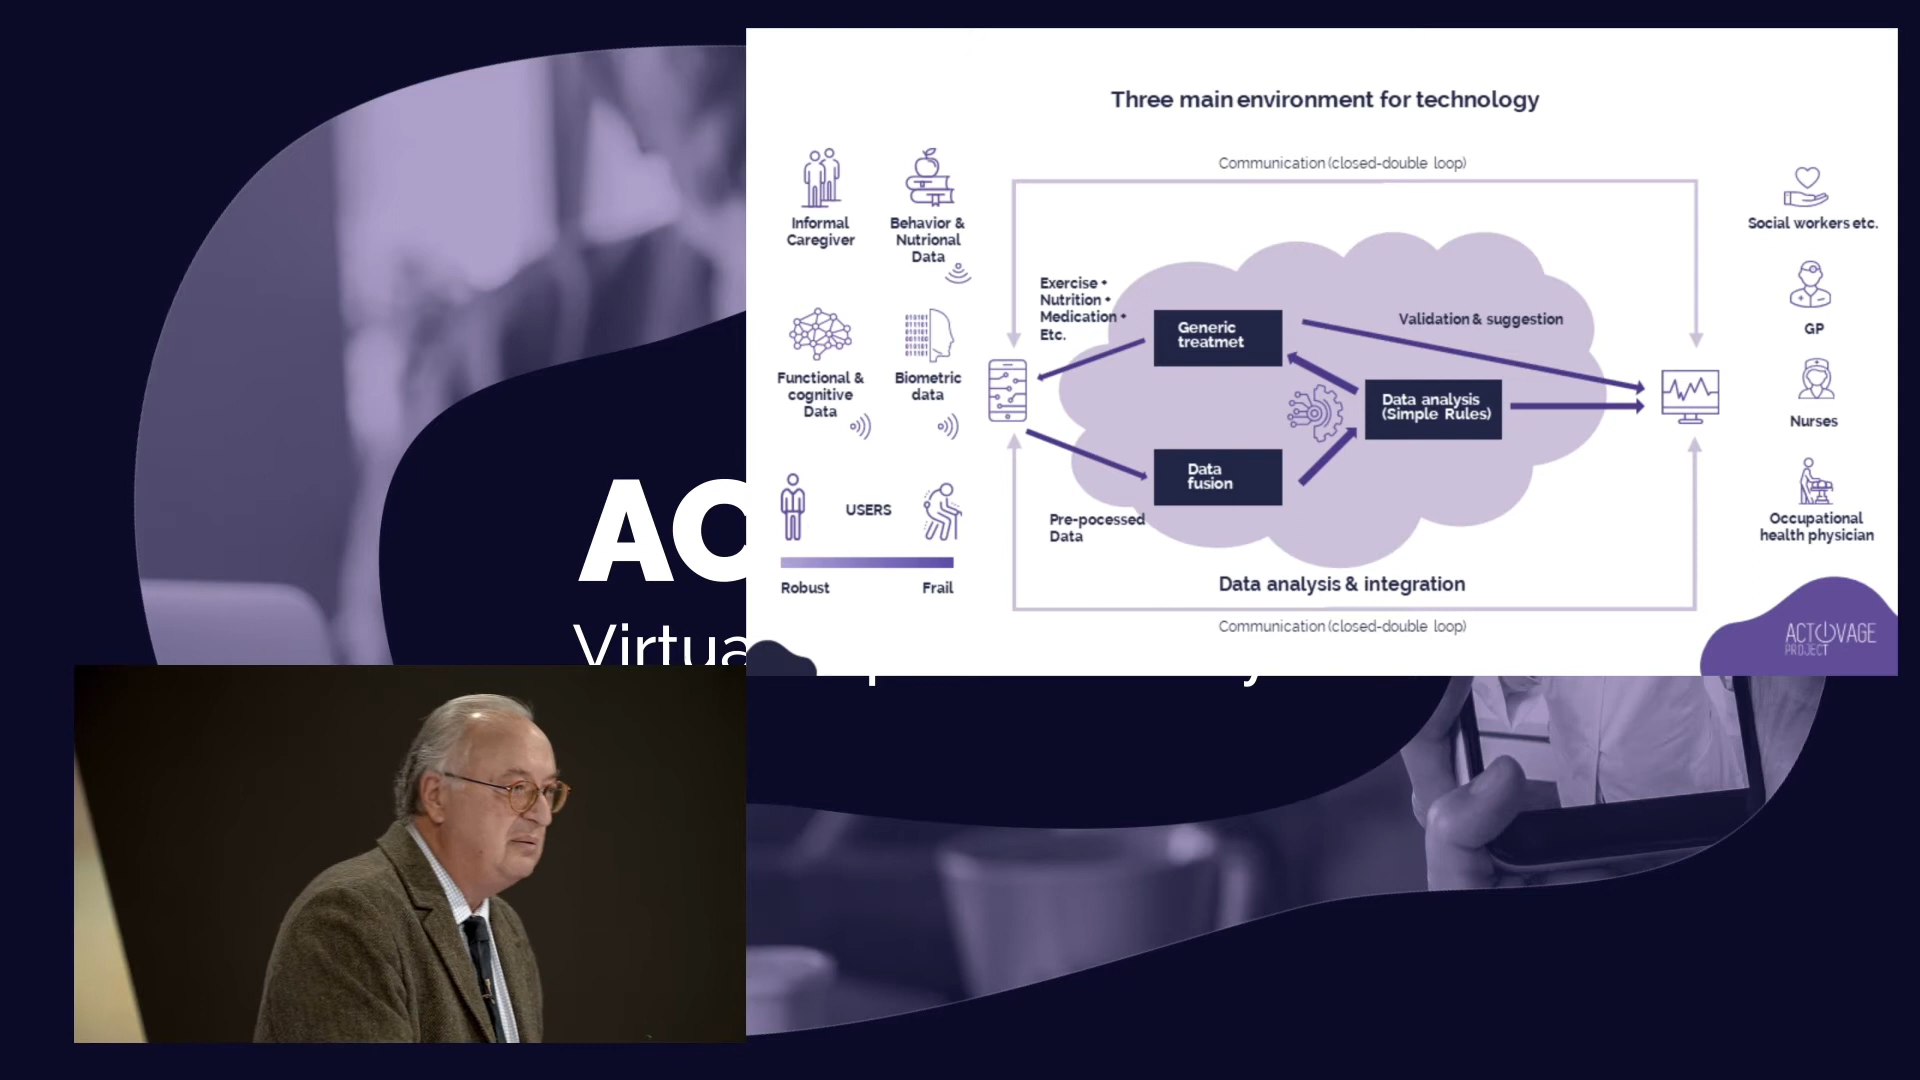 Three main environment for technology
Communication (closed-double loop)
Informal
Caregiver
Behavior &
Nutrional
Data
Social workers etc.
Exercise +
Nutrition +
Medication +
Etc.
Generic
treatmet
Validation & suggestion
GP
Functional &
cognitive
Data
Biometric
data
Data analysis
(Simple Rules)
Nurses
Data
fusion
USERS
Pre-pocessed
Data
Occupational
health physician
Robust
Frail
Data analysis & integration
Communication (closed-double loop)
ACTIVAGE
PROJECT
AC
Virtua